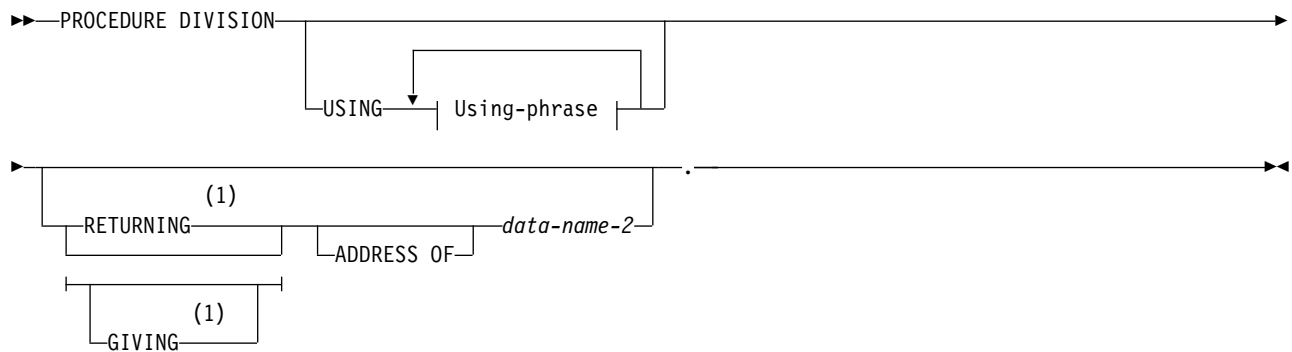 PROCEDURE DIVISION
USING Using-phrase
.
(1)
RETURNING data-name-2
ADDRESS OF
(1)
GIVING